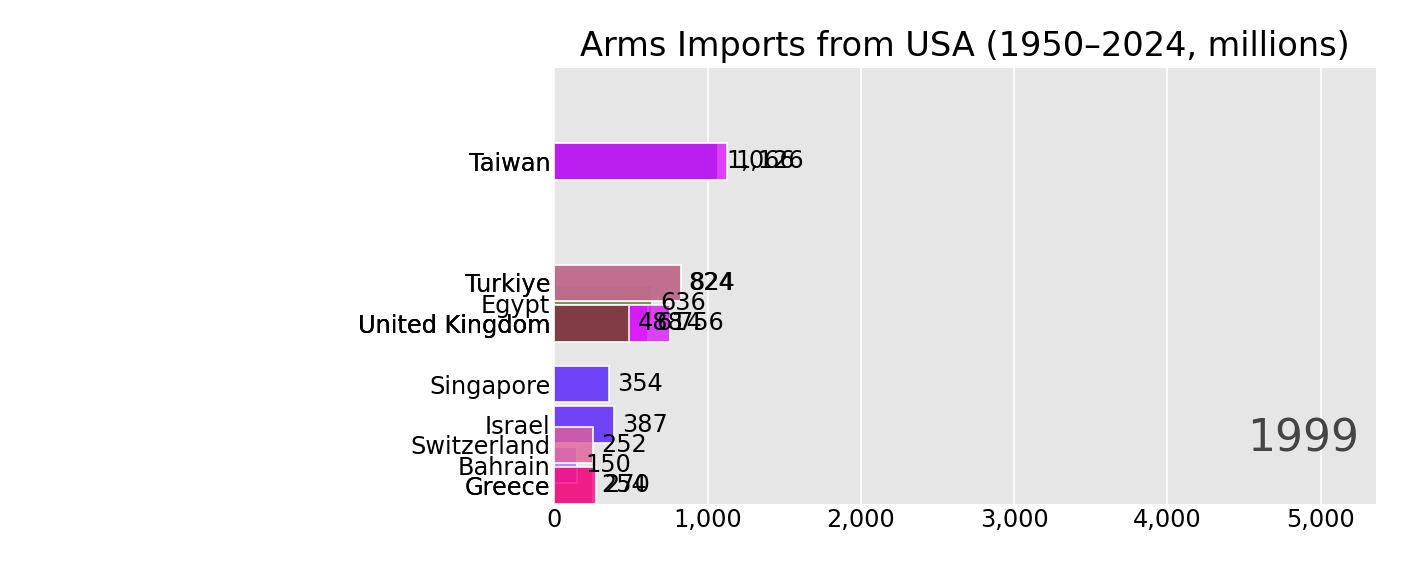 Arms Imports from USA (1950–2024, millions)
Taiwan
Turkiye 824
Egypt 636
United Kingdom
Singapore 354
Israel 387
Switzerland 252
Bahrain 150
Greece
1999
0 1,000 2,000 3,000 4,000 5,000